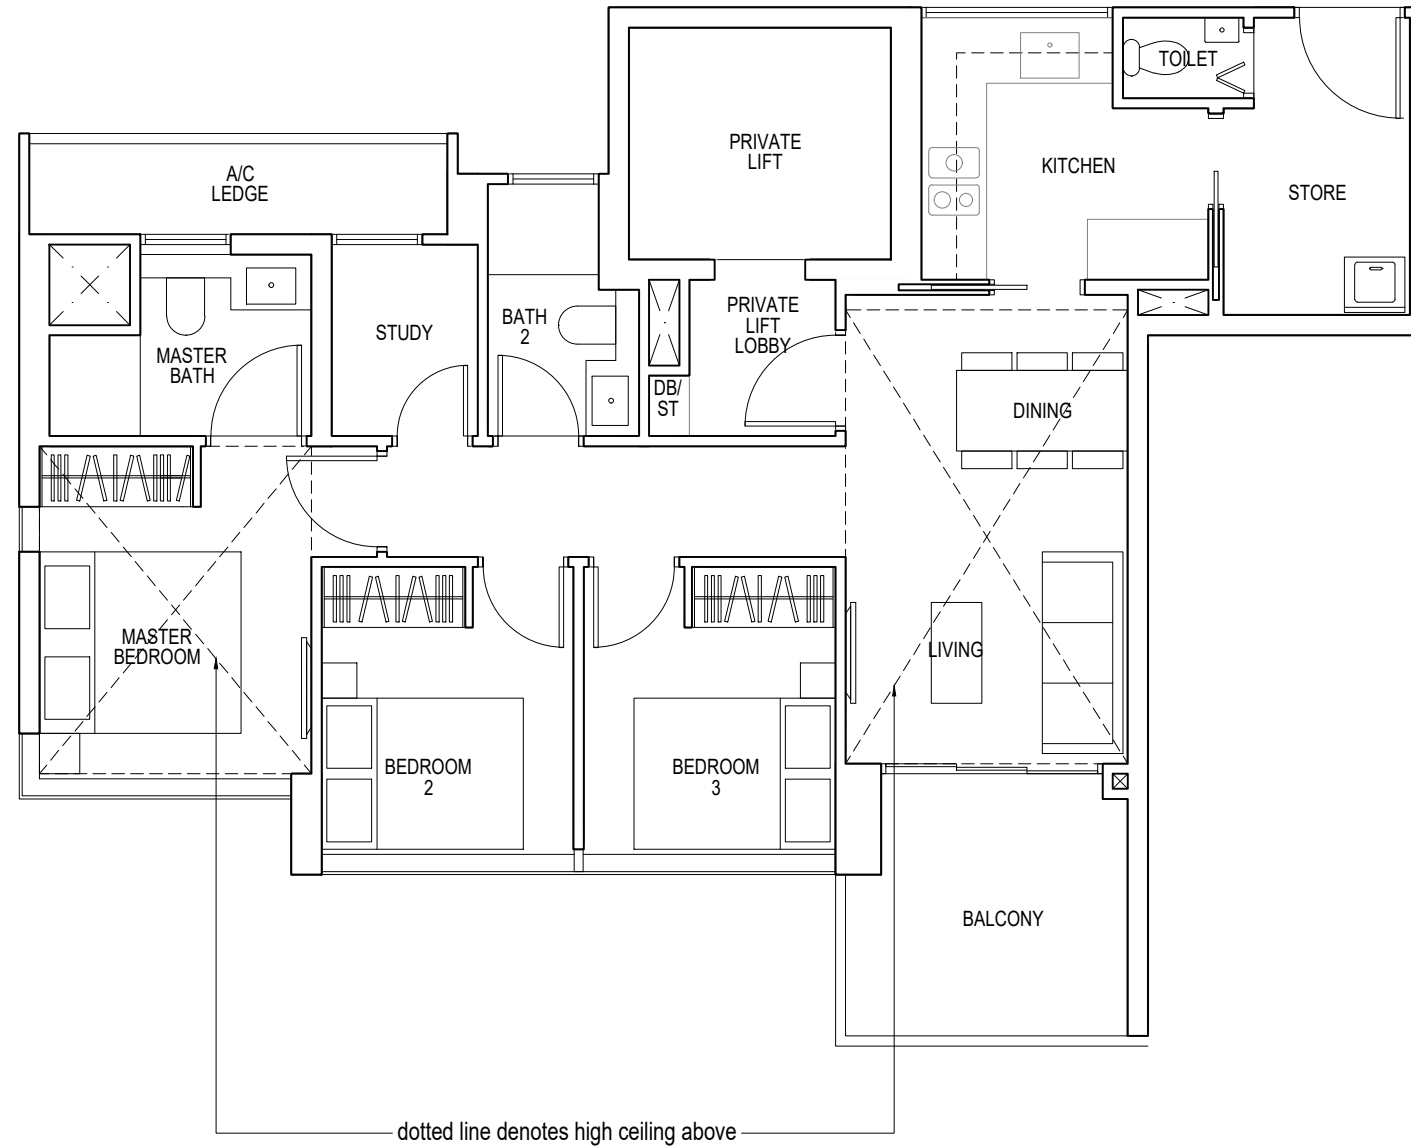 TOILET
PRIVATE
LIFT
KITCHEN
A/C
LEDGE
STORE
BATH
2
STUDY
PRIVATE
LIFT
LOBBY
MASTER
BATH
DB/
ST
DINING
MASTER
BEDROOM
LIVING
BEDROOM
2
BEDROOM
3
BALCONY
dotted line denotes high ceiling above